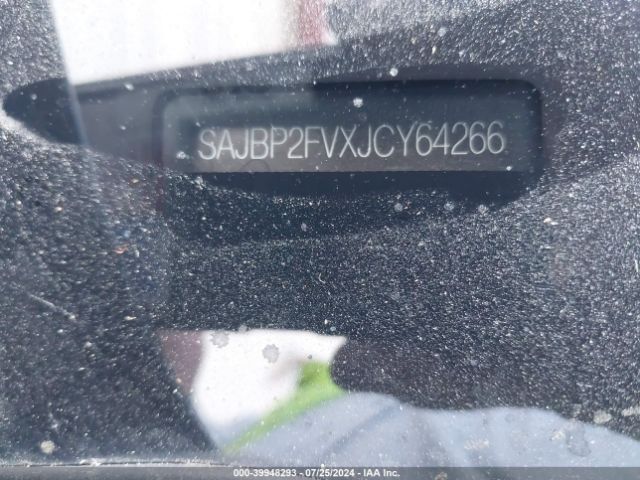 SAJBP2FVXJCY64266
000-39948293 - 07/25/2024 - IAA Inc.